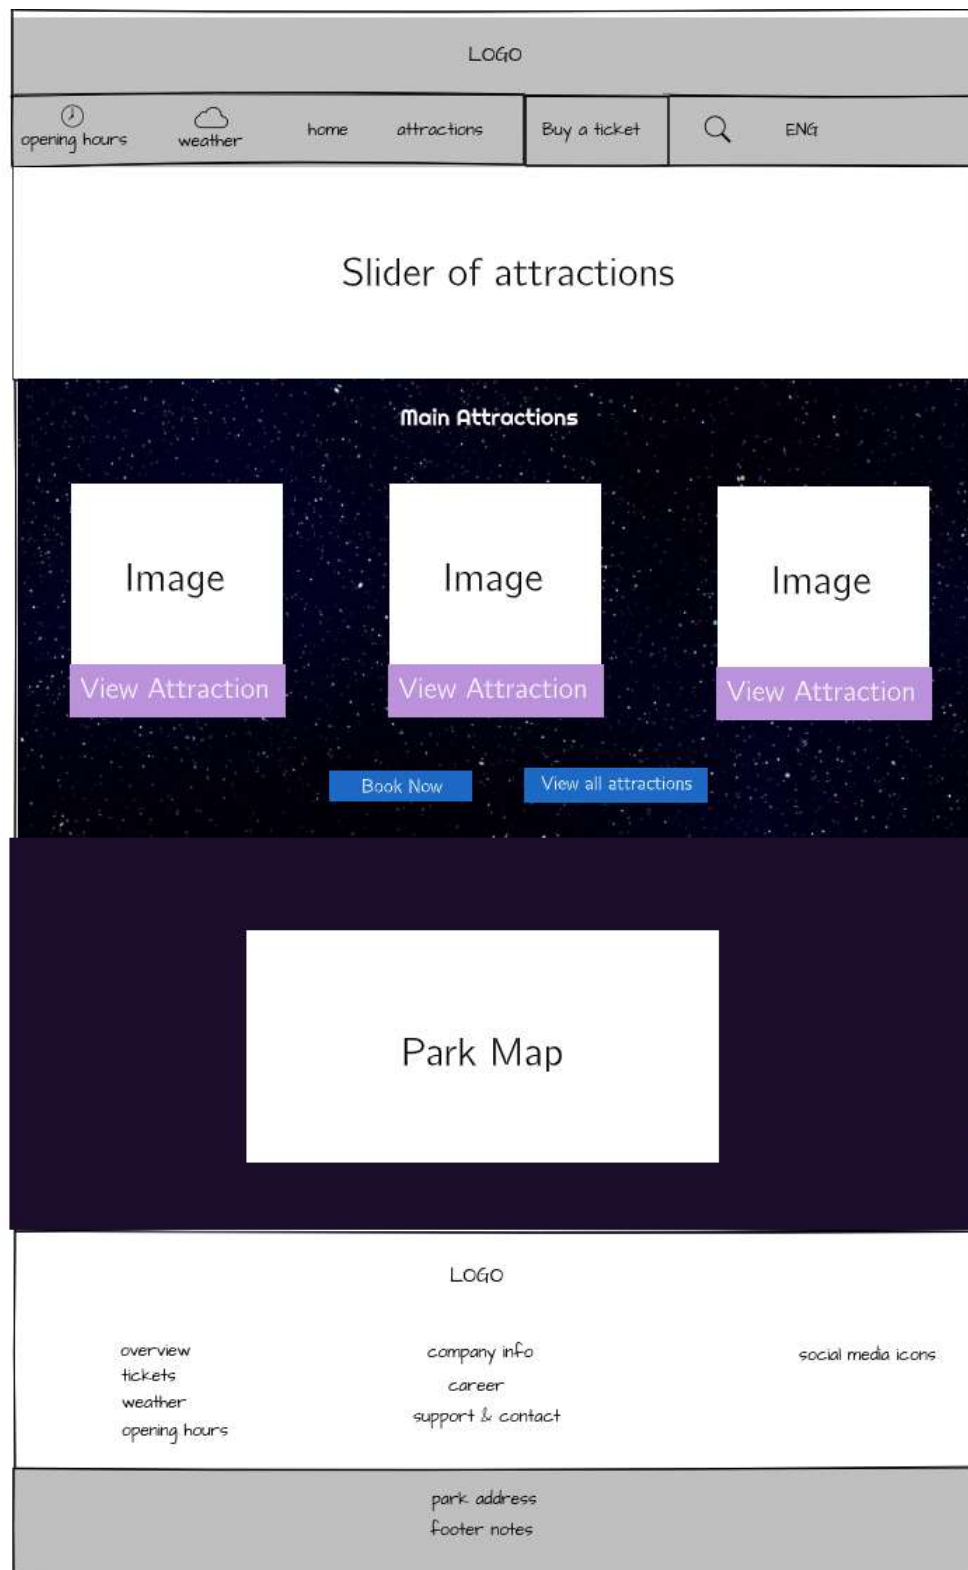 LOGO
opening hours
weather
home
attractions
Buy a ticket
ENG
Slider of attractions
Main Attractions
Image
Image
Image
View Attraction
View Attraction
View Attraction
Book Now
View all attractions
Park Map
LOGO
overview
tickets
weather
opening hours
company info
career
support & contact
social media icons
park address
footer notes